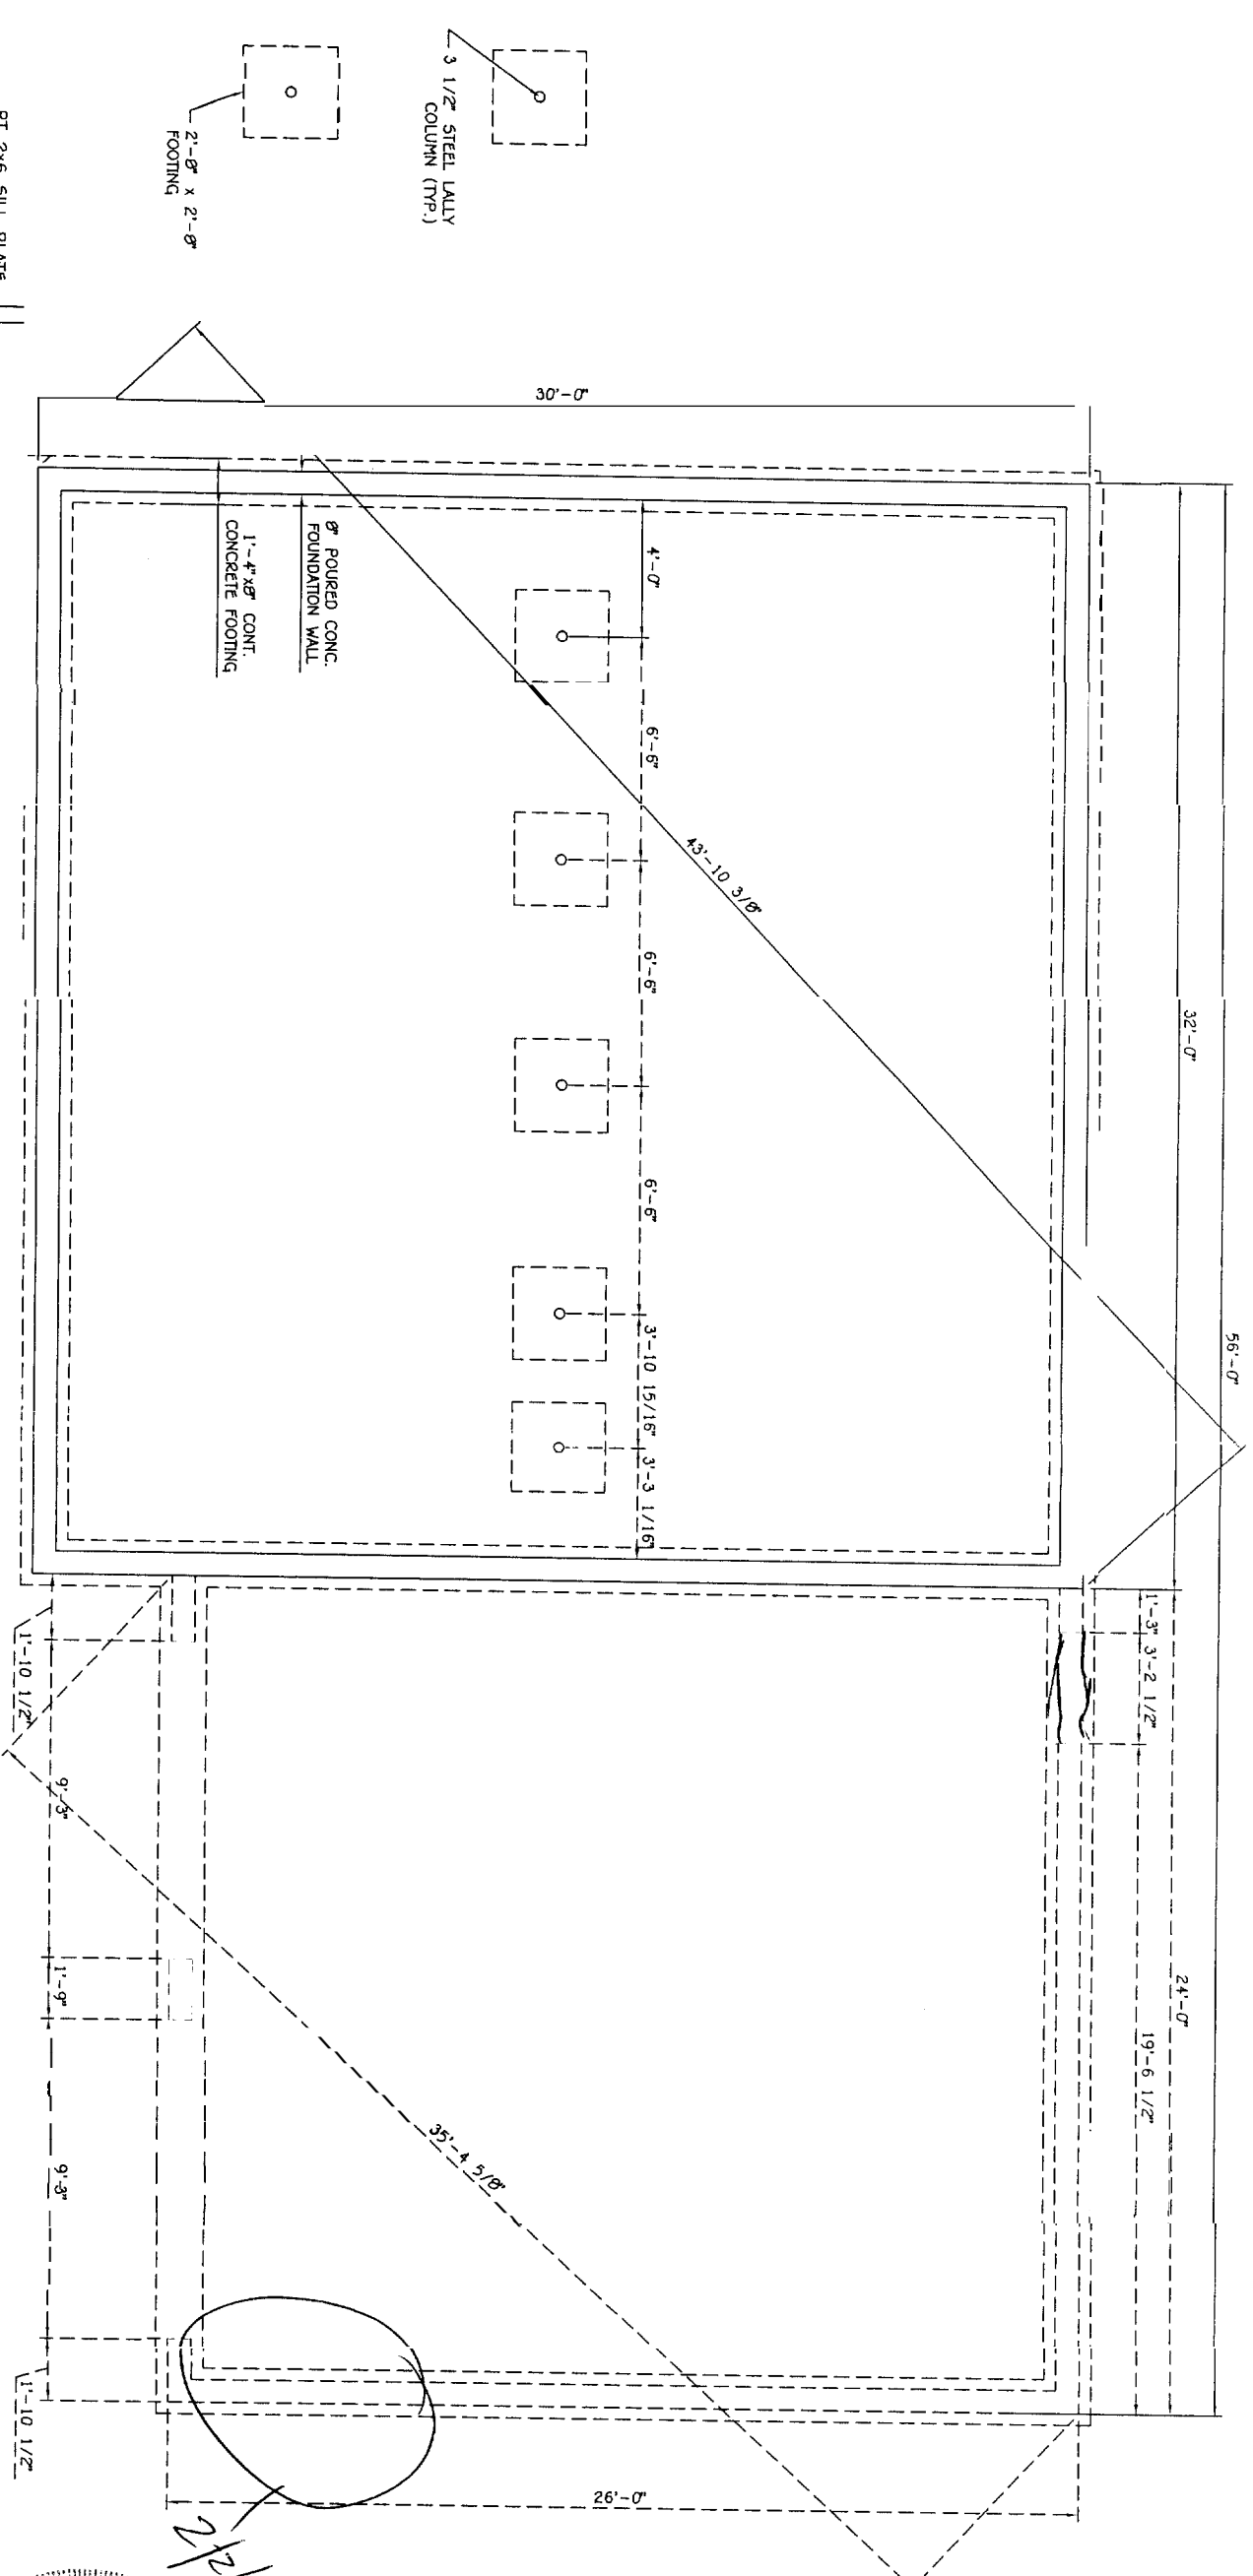 56'-0"
32'-0"
24'-0"
1'-3"
3'-2 1/2"
19'-6 1/2"
30'-0"
26'-0"
43'-10 3/8"
35'-4 5/8"
4'-0"
6'-6"
6'-6"
6'-6"
3'-10 15/16"
3'-3 1/16"
3 1/2" STEEL LALLY
COLUMN (TYP.)
2'-8" x 2'-8"
FOOTING
8" POURED CONC.
FOUNDATION WALL
1'-4"x8" CONT.
CONCRETE FOOTING
PT 2x6 SILL PLATE
1'-10 1/2"
9'-3"
1'-9"
9'-3"
1'-10 1/2"